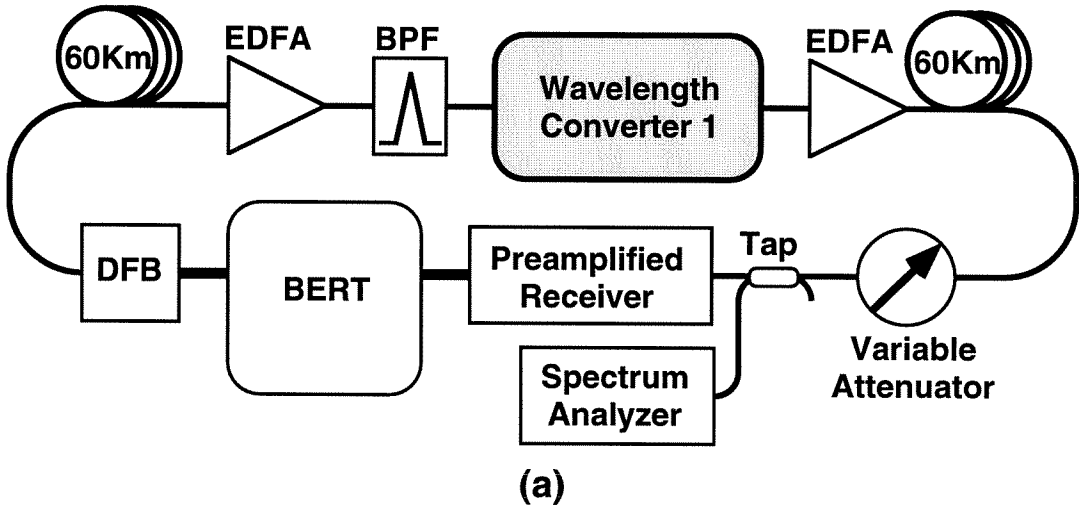 60Km
EDFA
BPF
Wavelength
Converter 1
EDFA
60Km
DFB
BERT
Preamplified
Receiver
Tap
Spectrum
Analyzer
Variable
Attenuator
(a)